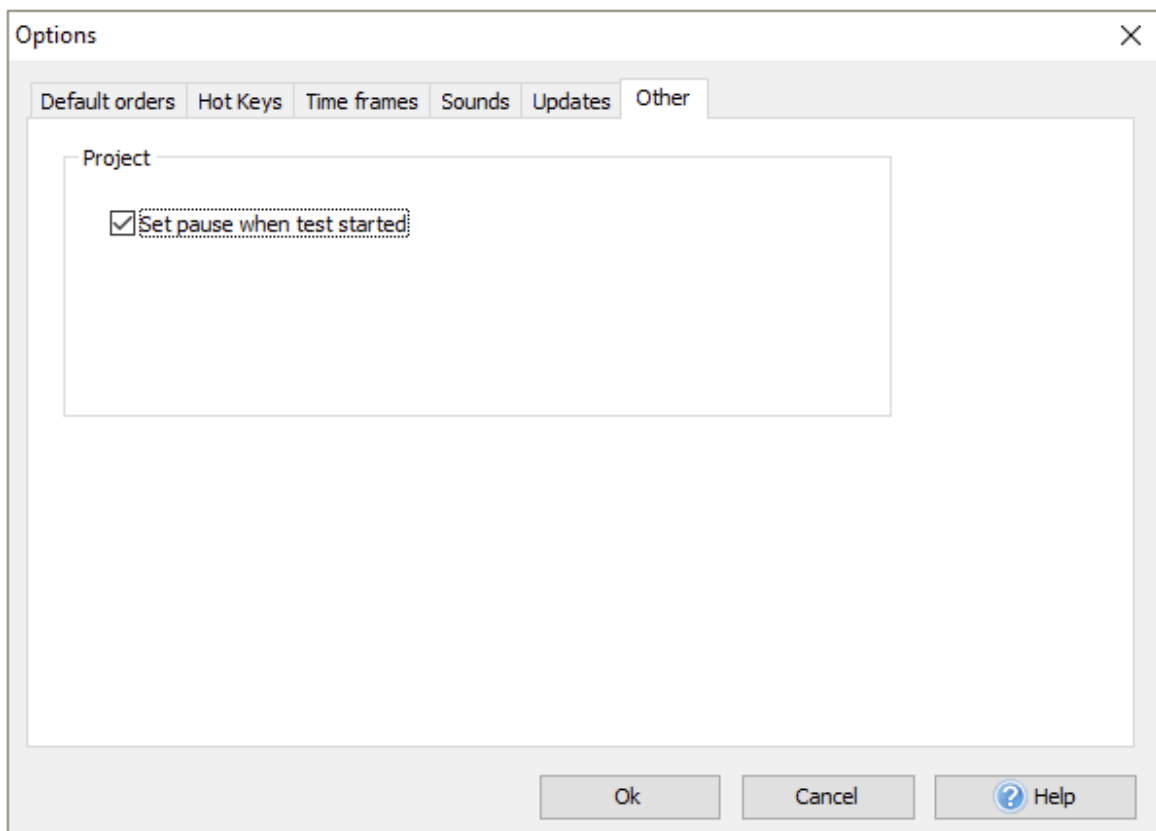 Options
Default orders Hot Keys Time frames Sounds Updates Other
Project
Set pause when test started
Ok Cancel Help